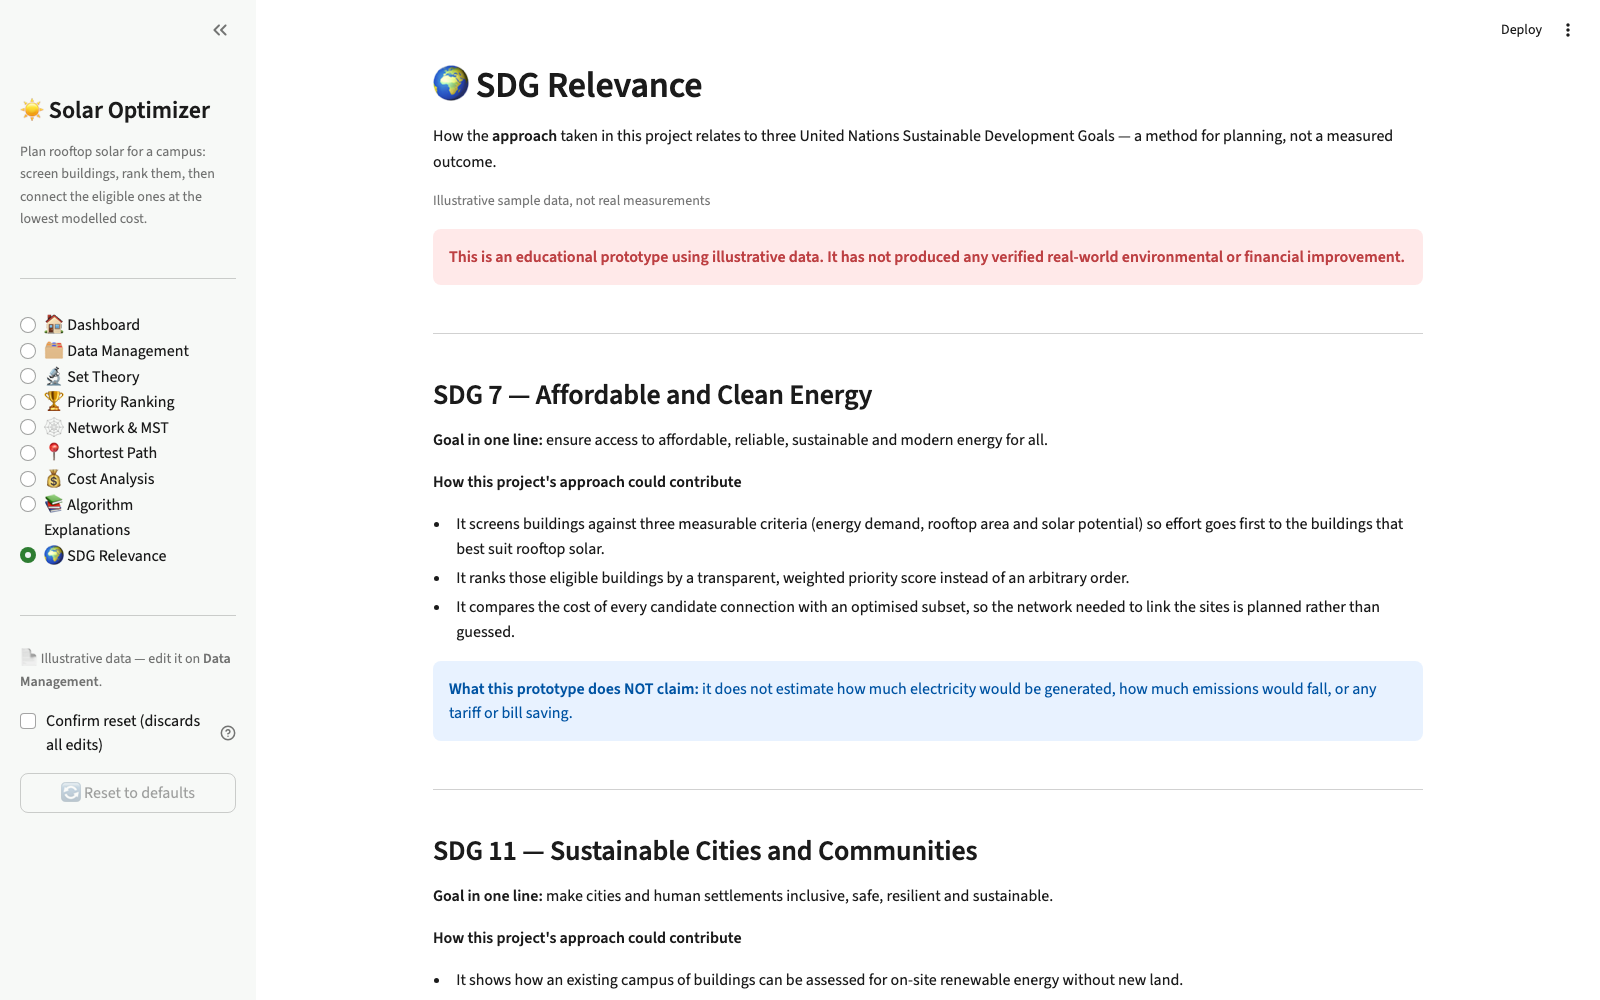 Deploy
☀️ Solar Optimizer
Plan rooftop solar for a campus:
screen buildings, rank them, then
connect the eligible ones at the
lowest modelled cost.
🏠 Dashboard
🗂️ Data Management
🔬 Set Theory
🏆 Priority Ranking
🕸️ Network & MST
📍 Shortest Path
💰 Cost Analysis
📚 Algorithm
Explanations
🌍 SDG Relevance
📄 Illustrative data — edit it on Data
Management.
Confirm reset (discards
all edits)
🔄 Reset to defaults
🌍 SDG Relevance
How the approach taken in this project relates to three United Nations Sustainable Development Goals — a method for planning, not a measured
outcome.
Illustrative sample data, not real measurements
This is an educational prototype using illustrative data. It has not produced any verified real-world environmental or financial improvement.
SDG 7 — Affordable and Clean Energy
Goal in one line: ensure access to affordable, reliable, sustainable and modern energy for all.
How this project's approach could contribute
• It screens buildings against three measurable criteria (energy demand, rooftop area and solar potential) so effort goes first to the buildings that
best suit rooftop solar.
• It ranks those eligible buildings by a transparent, weighted priority score instead of an arbitrary order.
• It compares the cost of every candidate connection with an optimised subset, so the network needed to link the sites is planned rather than
guessed.
What this prototype does NOT claim: it does not estimate how much electricity would be generated, how much emissions would fall, or any
tariff or bill saving.
SDG 11 — Sustainable Cities and Communities
Goal in one line: make cities and human settlements inclusive, safe, resilient and sustainable.
How this project's approach could contribute
• It shows how an existing campus of buildings can be assessed for on-site renewable energy without new land.